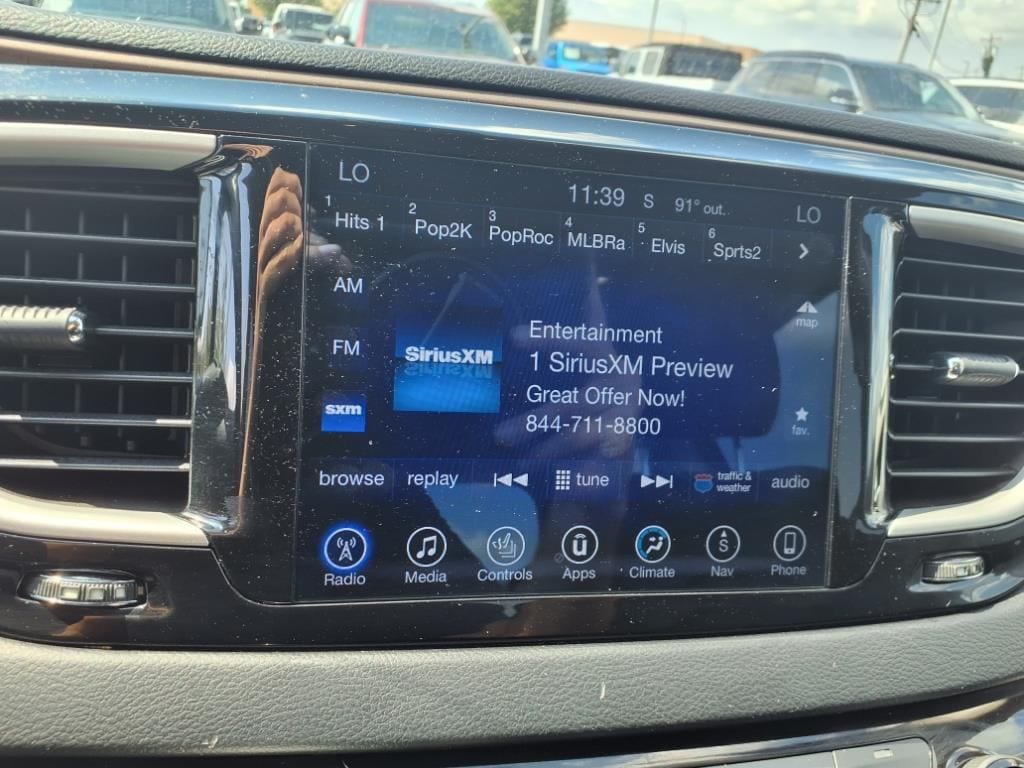 LO 11:39 S 91° out. LO
1 Hits 1 2 Pop2K 3 PopRoc 4 MLBRa 5 Elvis 6 Sprts2
AM
map
FM
SiriusXM
Entertainment
1 SiriusXM Preview
Great Offer Now!
844-711-8800
sxm
fav.
browse replay tune traffic & weather audio
Radio Media Controls Apps Climate Nav Phone
S